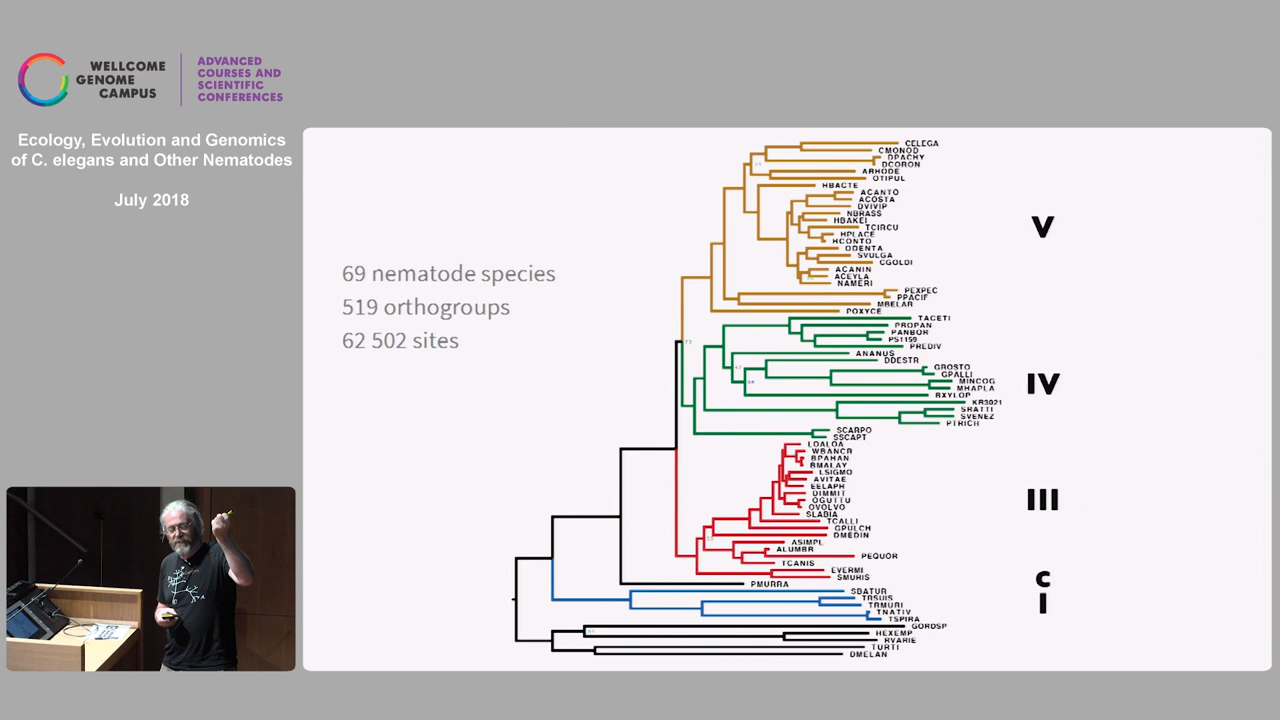 WELLCOME
GENOME
CAMPUS
ADVANCED
COURSES AND
SCIENTIFIC
CONFERENCES
Ecology, Evolution and Genomics
of C. elegans and Other Nematodes
July 2018
69 nematode species
519 orthogroups
62 502 sites
CELEGA
CMONOD
DPACHY
DCORON
ARHODE
OTIPUL
HBACTE
ACANTO
ACOSTA
DVIVIP
NBRASS
HBAKEI
TCIRCU
HPLACE
HCONTO
ODENTA
SVULGA
CGOLDI
ACANIN
ACEYLA
NAMERI
PEXPEC
PPACIF
MBELAR
POXYCE
V
TACETI
PROPAN
PANBOR
PS1159
PREDIV
ANANUS
DDESTR
GROSTO
GPALLI
MINCOG
MHAPLA
BXYLOP
KR3021
SRATTI
SVENEZ
PTRICH
SCARPO
SSCAPT
IV
LOALOA
WBANCR
BPAHAN
BMALAY
LSIGMO
AVITAE
EELAPH
DIMMIT
OGUTTU
OVOLVO
SLABIA
TCALLI
GPULCH
DMEDIN
ASIMPL
ALUMBR
PEQUOR
TCANIS
EVERMI
SMURIS
III
PMURRA
C
SBATUR
TRSUIS
TRMURI
TNATIV
TSPIRA
I
GORDSP
HEXEMP
RVARIE
TURTI
DMELAN